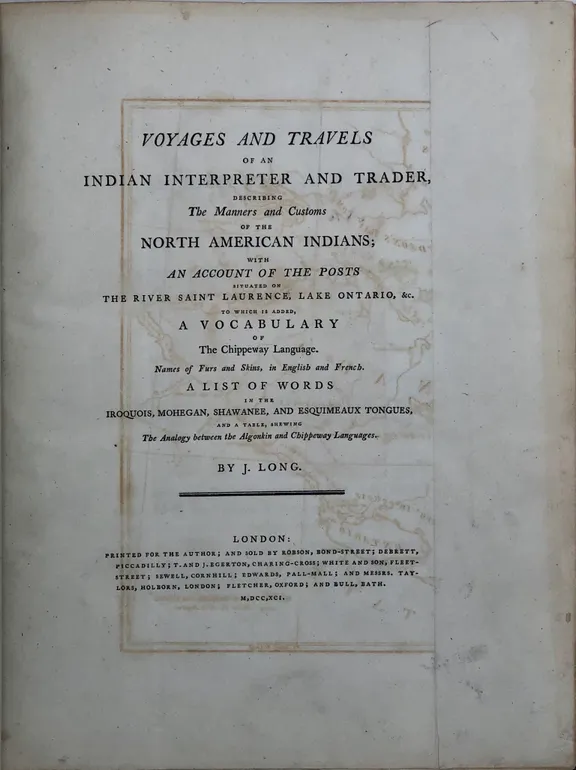 VOYAGES AND TRAVELS
OF AN
INDIAN INTERPRETER AND TRADER,
DESCRIBING
The Manners and Customs
OF THE
NORTH AMERICAN INDIANS;
WITH
AN ACCOUNT OF THE POSTS
SITUATED ON
THE RIVER SAINT LAURENCE, LAKE ONTARIO, &c.
TO WHICH IS ADDED,
A VOCABULARY
OF
The Chippeway Language.
Names of Furs and Skins, in English and French.
A LIST OF WORDS
IN THE
IROQUOIS, MOHEGAN, SHAWANEE, AND ESQUIMEAUX TONGUES,
AND A TABLE, SHEWING
The Analogy between the Algonkin and Chippeway Languages.
BY J. LONG.
LONDON:
PRINTED FOR THE AUTHOR; AND SOLD BY ROBSON, BOND-STREET; DEBRETT,
PICCADILLY; T. AND J. EGERTON, CHARING-CROSS; WHITE AND SON, FLEET-
STREET; SEWELL, CORNHILL; EDWARDS, PALL-MALL; AND MESSRS. TAY-
LORS, HOLBORN, LONDON; FLETCHER, OXFORD; AND BULL, BATH.
M,DCC,XCI.